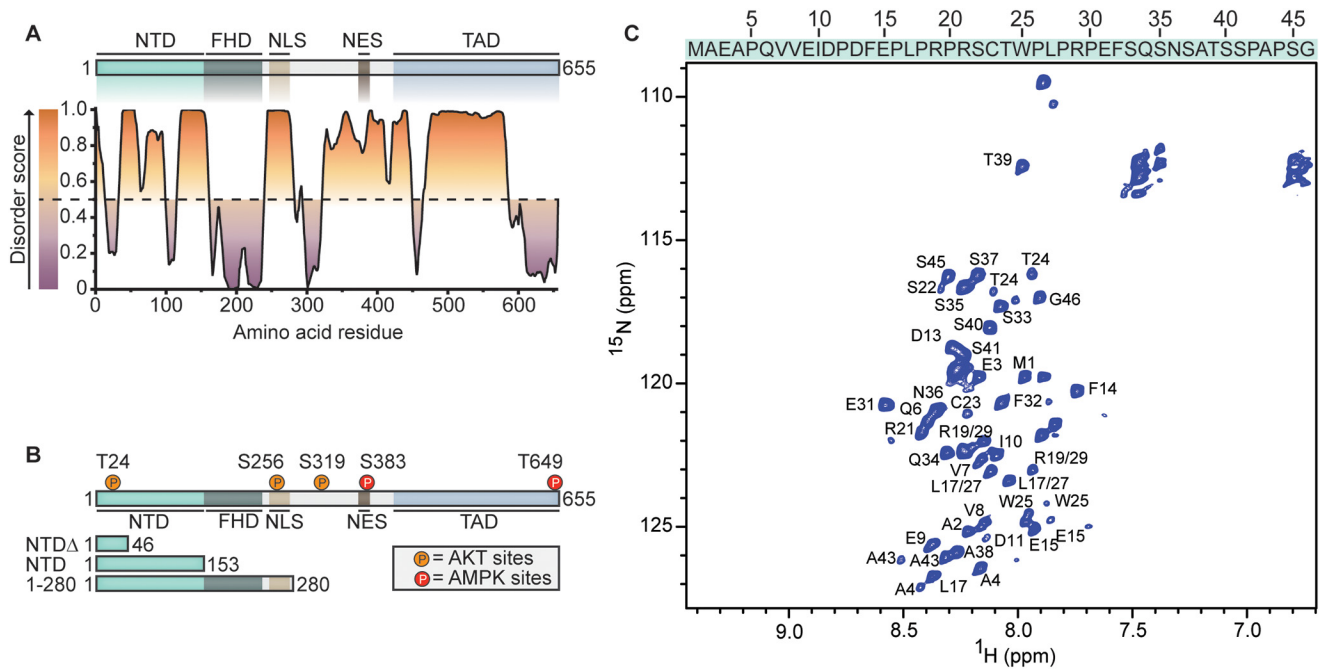 A
NTD FHD NLS NES TAD
1 655
Disorder score
1.0
0.8
0.6
0.4
0.2
0
0 100 200 300 400 500 600
Amino acid residue
B
T24 S256 S319 S383 T649
P P P P P
1 655
NTD FHD NLS NES TAD
NTDΔ 1 46
NTD 1 153
1-280 1 280
P = AKT sites
P = AMPK sites
C
5 10 15 20 25 30 35 40 45
MAEAPQVVEIDPDFEPLPRPRSCTWPLPRPEFSQSNSATSSPAPSG
110
115
120
125
15N (ppm)
T39
S45 S37 T24
S22 T24
S35 G46
S33
S40
D13
S41
E3 M1
F14
N36
E31 Q6 C23 F32
R21
R19/29 I10
Q34 R19/29
V7
L17/27 L17/27
W25 W25
V8
A2
E9 D11 E15 E15
A43 A43 A38
A4 L17 A4
9.0 8.5 8.0 7.5 7.0
1H (ppm)